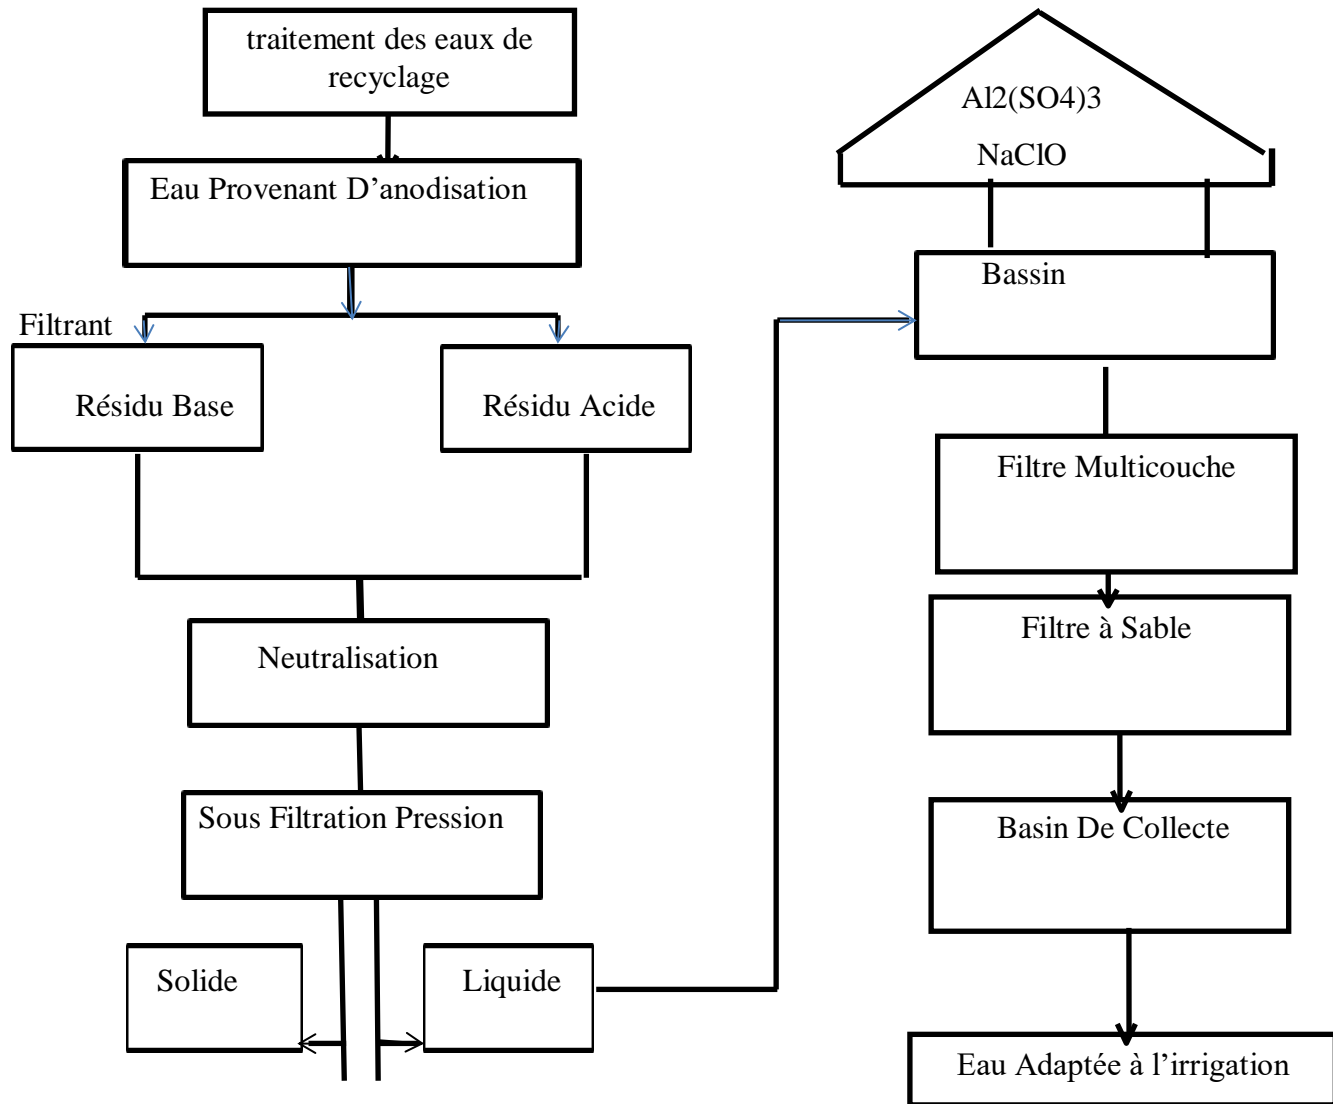 traitement des eaux de
recyclage
Eau Provenant D’anodisation
Filtrant
Résidu Base
Résidu Acide
Neutralisation
Sous Filtration Pression
Solide
Liquide
Al2(SO4)3
NaClO
Bassin
Filtre Multicouche
Filtre à Sable
Basin De Collecte
Eau Adaptée à l’irrigation